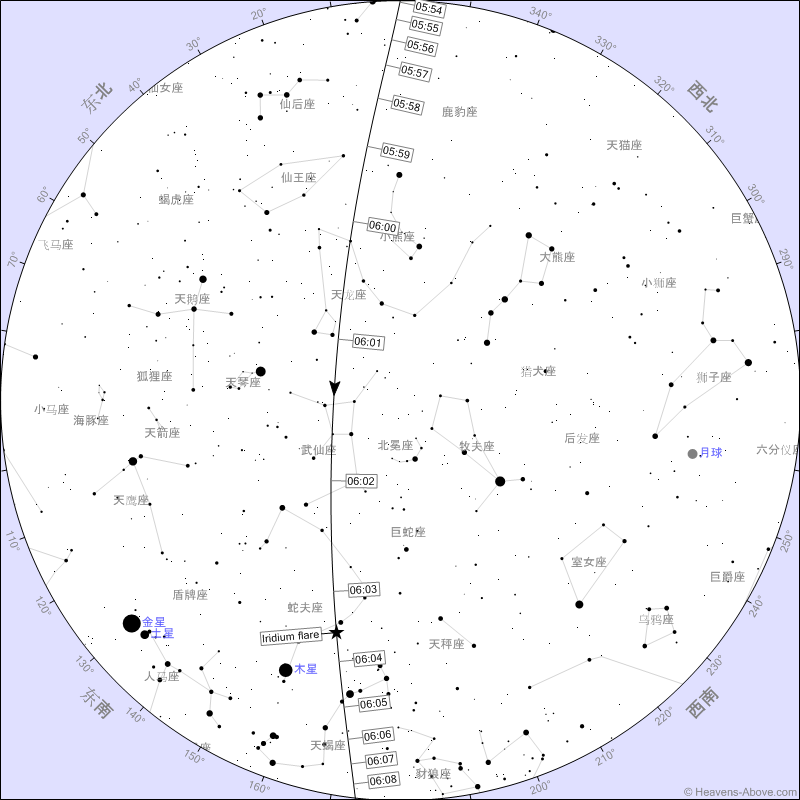 05:54
20°
340°
05:55
30°
05:56
330°
05:57
40°
仙女座
320°
东北
西北
05:58
仙后座
鹿豹座
50°
310°
天猫座
05:59
仙王座
60°
蝎虎座
300°
巨蟹
06:00
小熊座
飞马座
70°
大熊座
290°
小狮座
天龙座
天鹅座
06:01
猎犬座
狐狸座
天琴座
狮子座
小马座
海豚座
天箭座
后发座
武仙座
北冕座
牧夫座
月球
六分仪座
06:02
天鹰座
巨蛇座
110°
250°
室女座
巨爵座
06:03
盾牌座
120°
240°
蛇夫座
金星
土星
Iridium flare
乌鸦座
天秤座
130°
06:04
230°
木星
人马座
东南
西南
06:05
140°
220°
06:06
天蝎座
座
150°
210°
06:07
豺狼座
06:08
160°
200°
© Heavens-Above.com